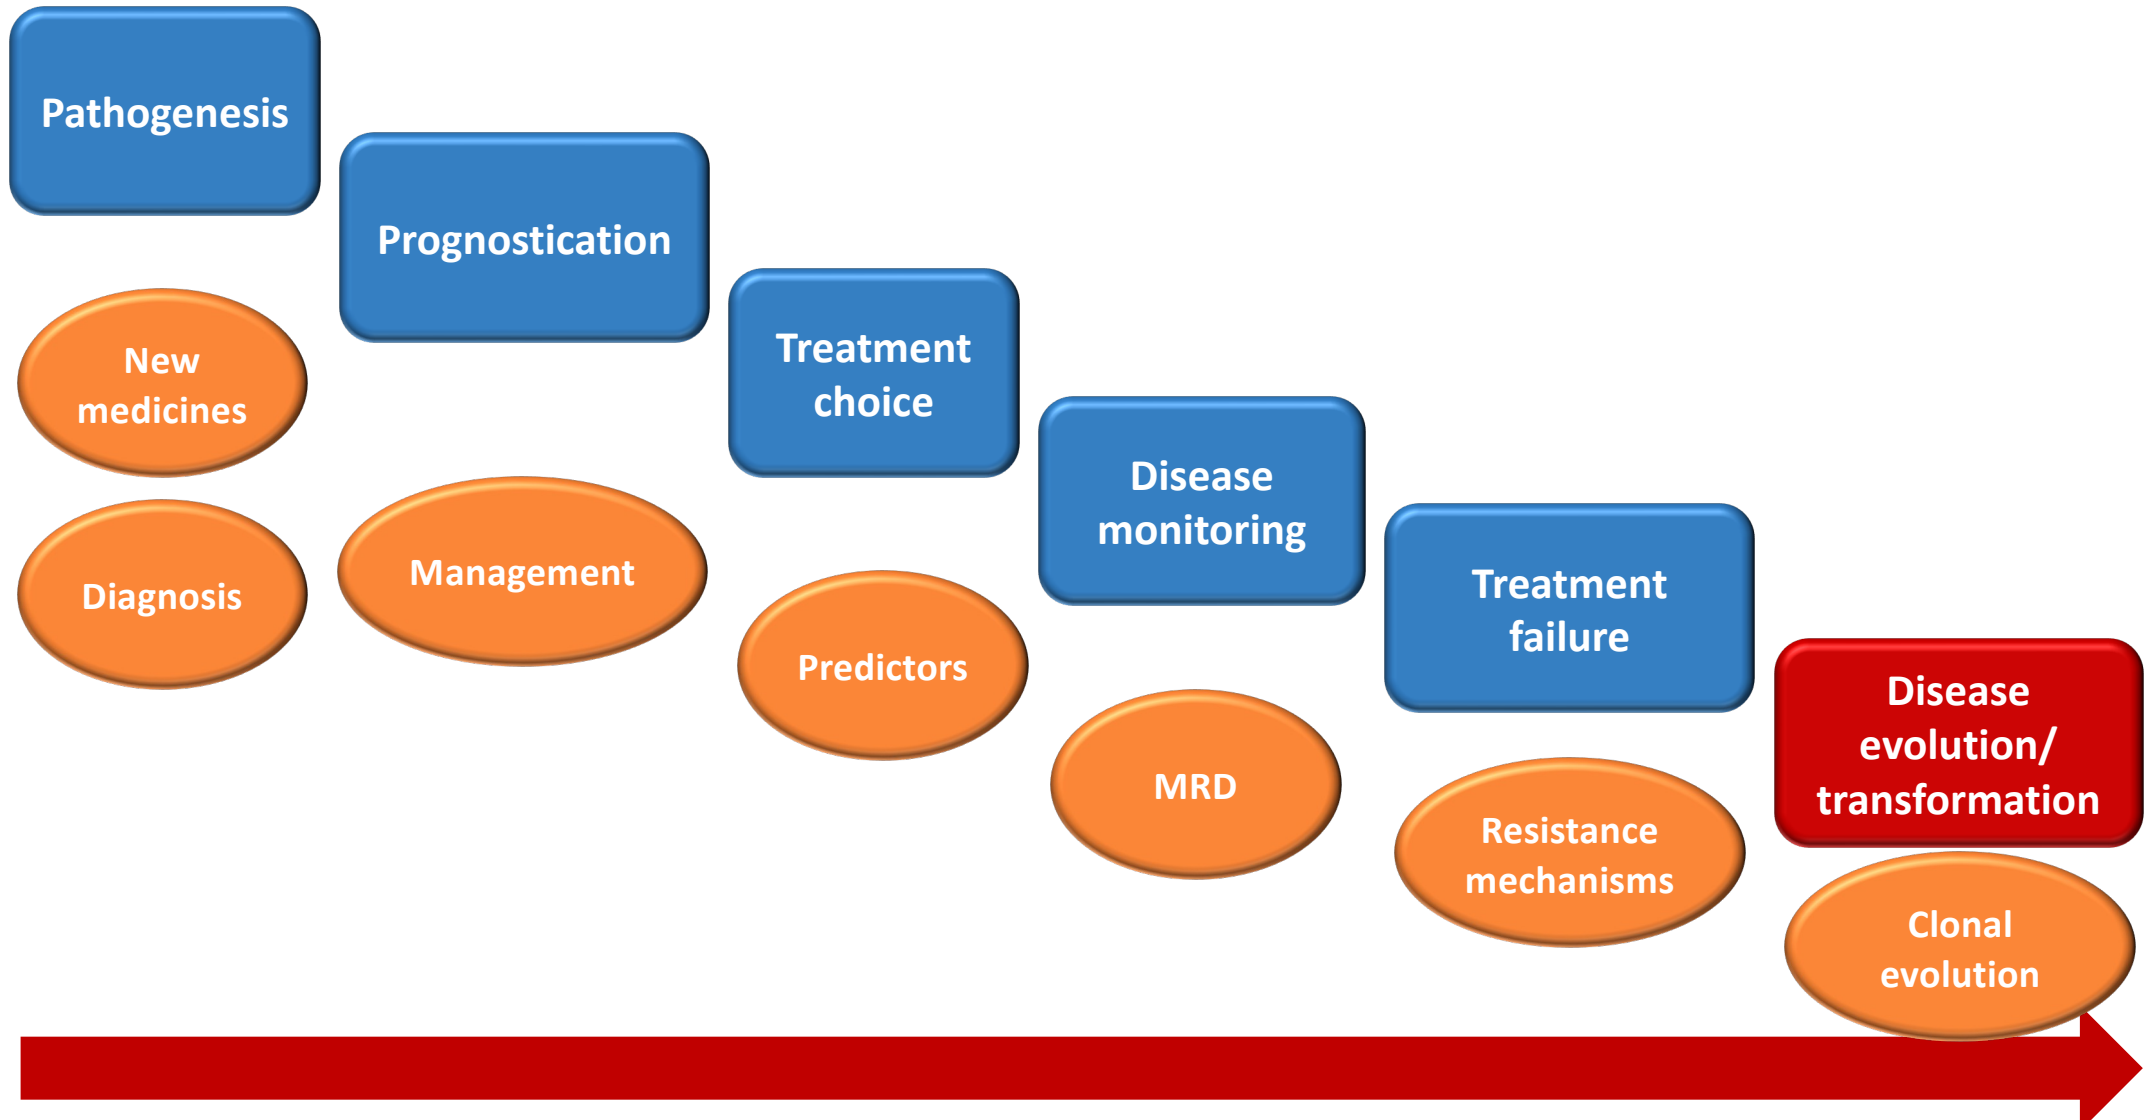 Pathogenesis
New
medicines
Diagnosis
Prognostication
Management
Treatment
choice
Predictors
Disease
monitoring
MRD
Treatment
failure
Resistance
mechanisms
Disease
evolution/
transformation
Clonal
evolution